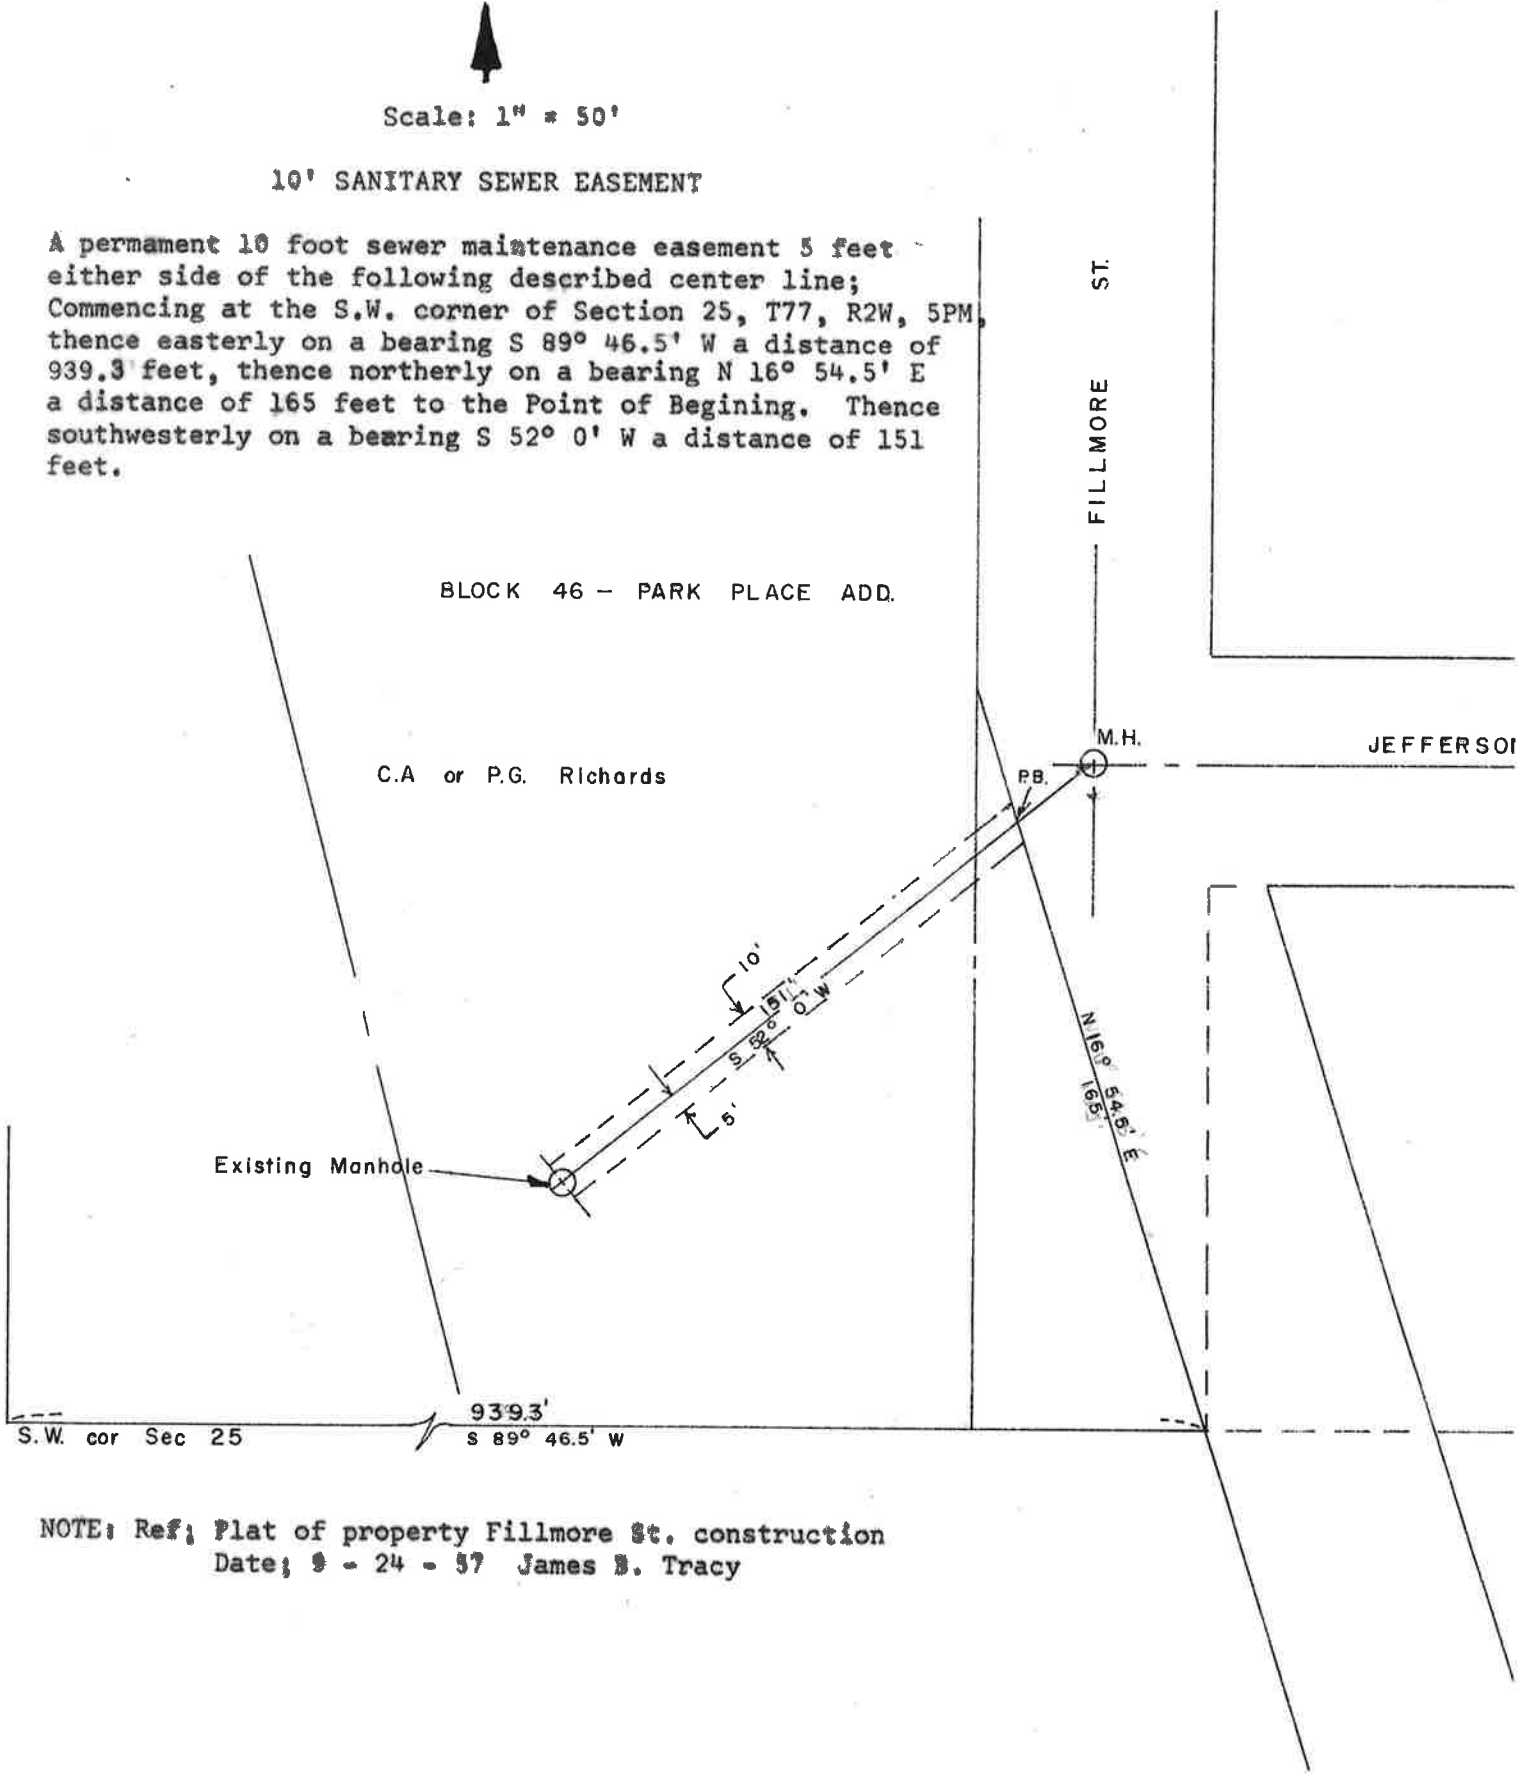 Scale: 1" = 50'
10' SANITARY SEWER EASEMENT
A permament 10 foot sewer maintenance easement 5 feet
either side of the following described center line;
Commencing at the S.W. corner of Section 25, T77, R2W, 5PM,
thence easterly on a bearing S 89° 46.5' W a distance of
939.3 feet, thence northerly on a bearing N 16° 54.5' E
a distance of 165 feet to the Point of Begining. Thence
southwesterly on a bearing S 52° 0' W a distance of 151
feet.
FILLMORE ST.
BLOCK 46 - PARK PLACE ADD.
M.H.
JEFFERSON
C.A or P.G. Richards
P.B.
10'
151'
S 52° 0' W
N 16° 54.5' E
165'
5'
Existing Manhole
939.3'
S.W. cor Sec 25
S 89° 46.5' W
NOTE: Ref; Plat of property Fillmore St. construction
Date; 9 - 24 - 57 James B. Tracy